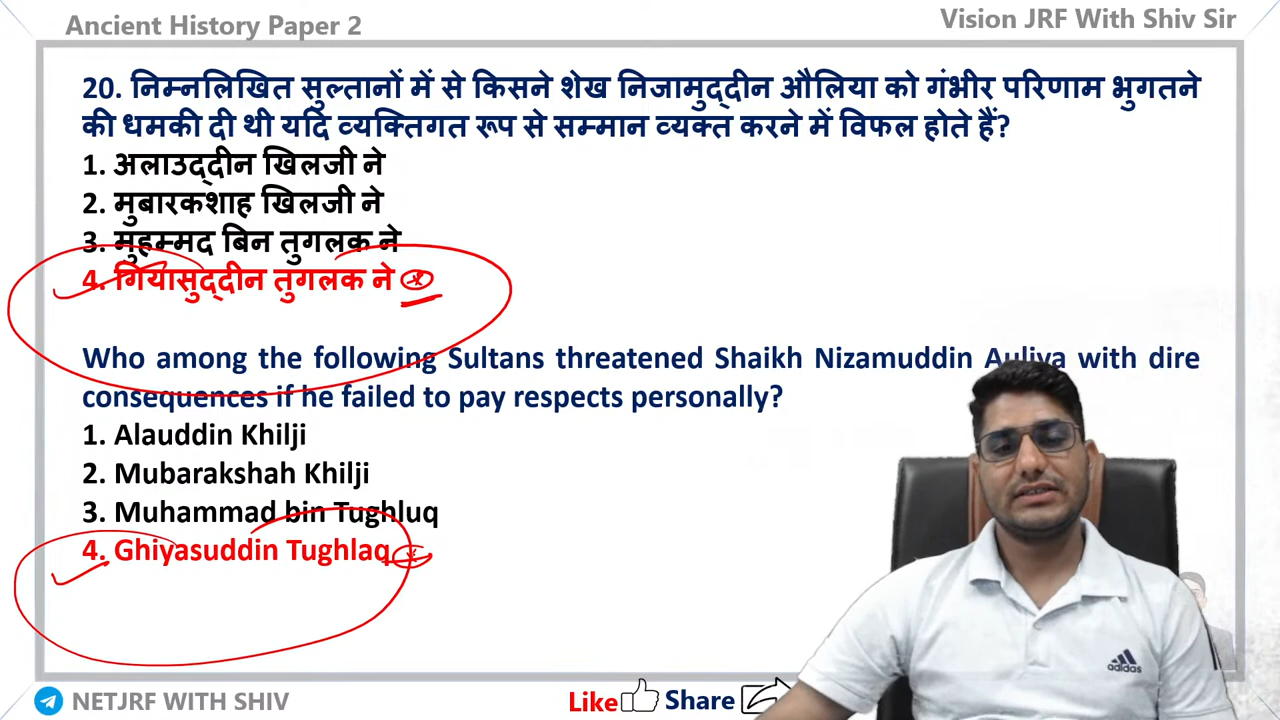 Ancient History Paper 2
Vision JRF With Shiv Sir
20. निम्नलिखित सुल्तानों में से किसने शेख निजामुद्दीन औलिया को गंभीर परिणाम भुगतने
की धमकी दी थी यदि व्यक्तिगत रूप से सम्मान व्यक्त करने में विफल होते हैं?
1. अलाउद्दीन खिलजी ने
2. मुबारकशाह खिलजी ने
3. मुहम्मद बिन तुगलक ने
4. गियासुद्दीन तुगलक ने
Who among the following Sultans threatened Shaikh Nizamuddin Auliya with dire
consequences if he failed to pay respects personally?
1. Alauddin Khilji
2. Mubarakshah Khilji
3. Muhammad bin Tughluq
4. Ghiyasuddin Tughlaq
NETJRF WITH SHIV
Like Share
adidas